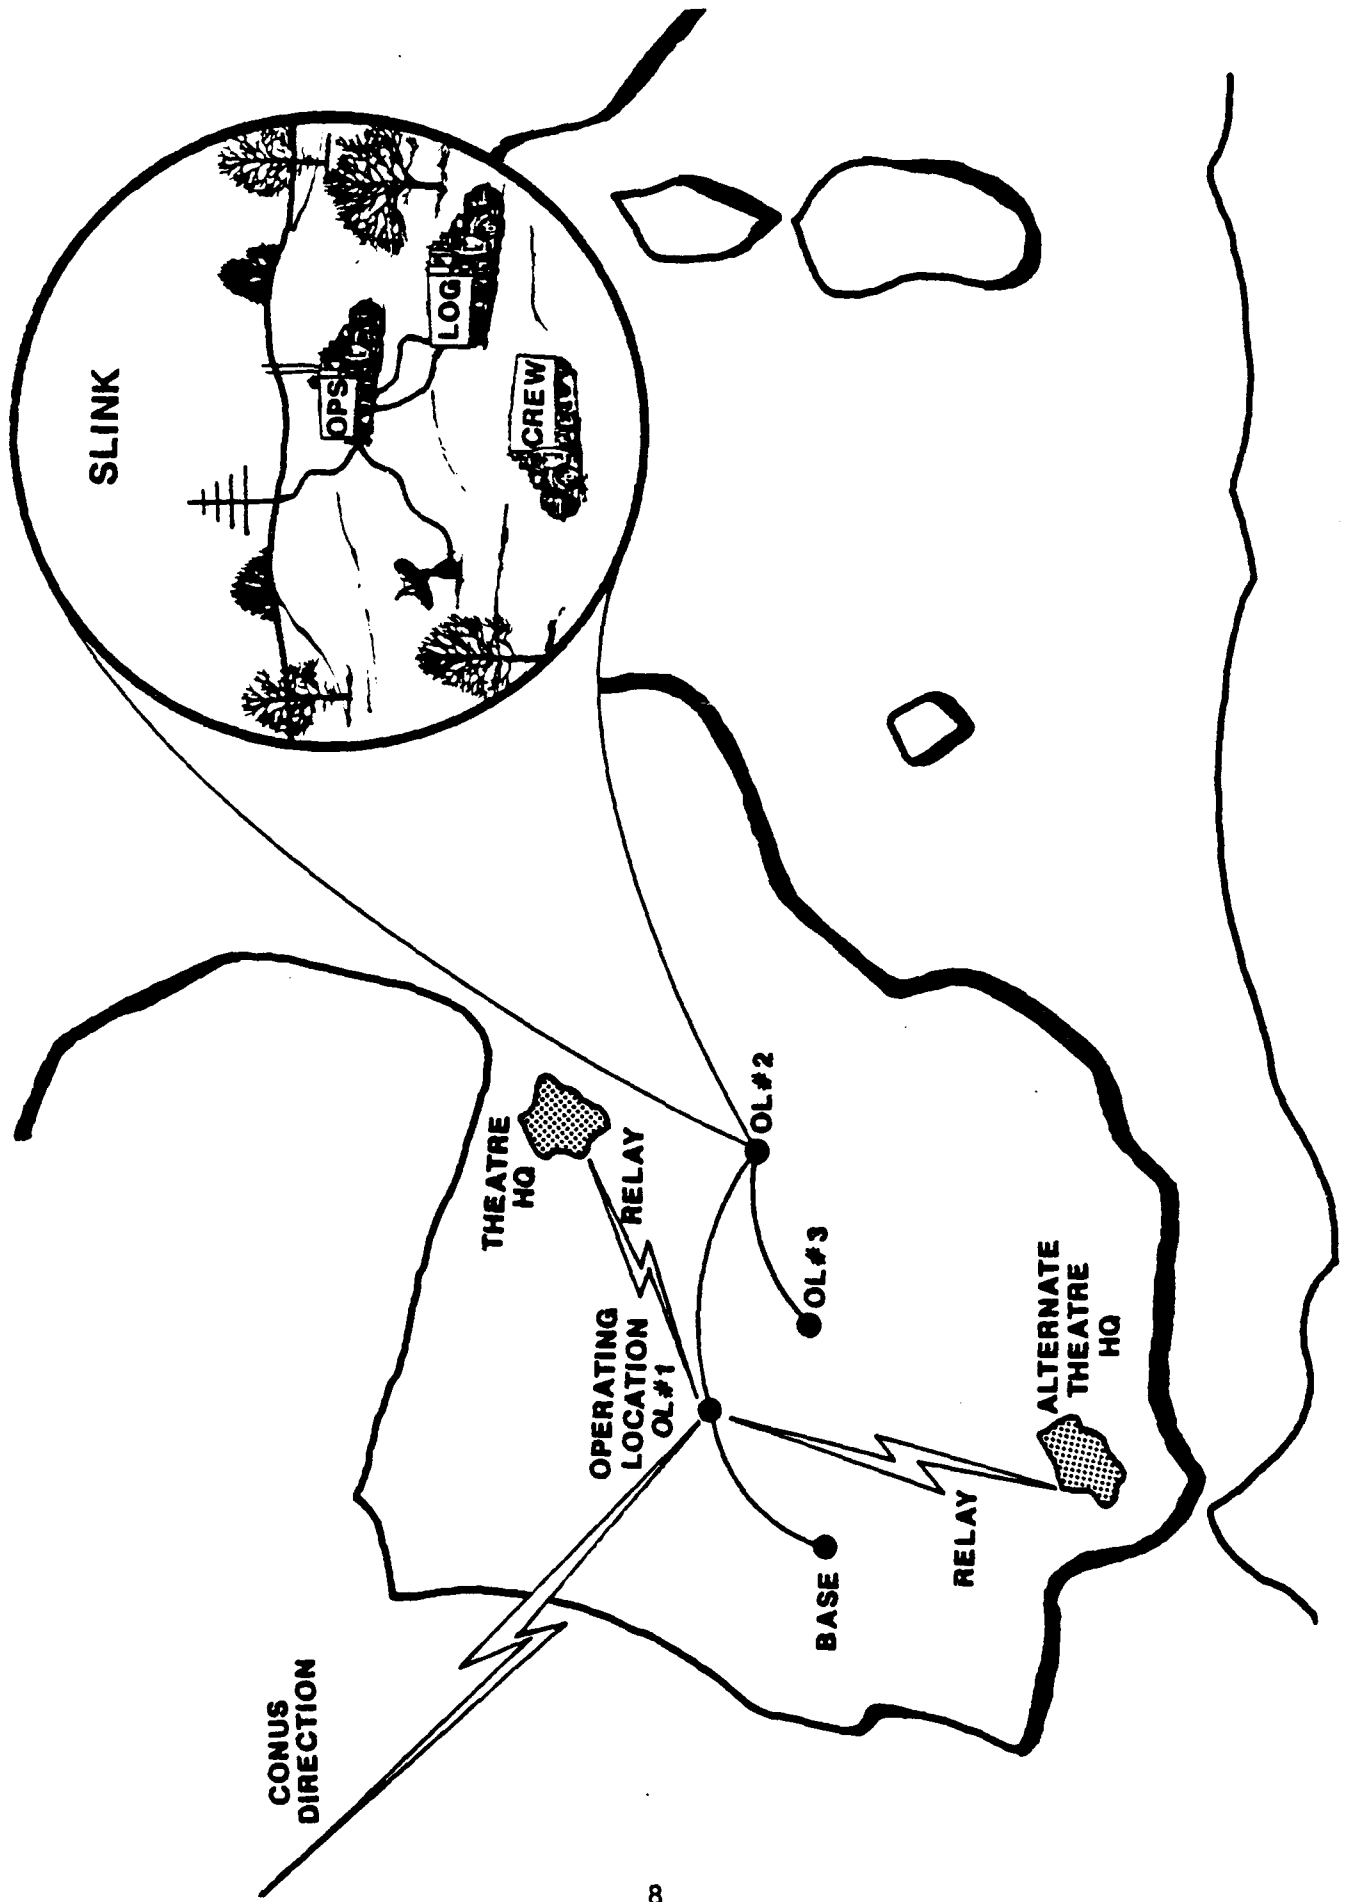 SLINK
OPS
LOG
CREW
THEATRE
HQ
RELAY
OPERATING
LOCATION
OL#1
OL#2
OL#3
BASE
RELAY
ALTERNATE
THEATRE
HQ
CONUS
DIRECTION
8